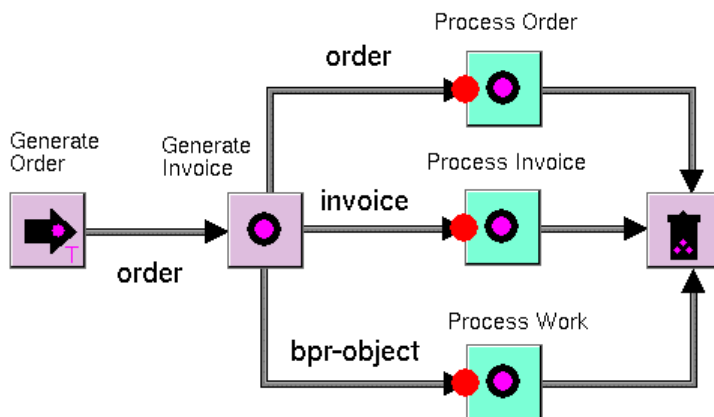 Process Order
order
Generate
Order
Generate
Invoice
Process Invoice
invoice
T
order
Process Work
bpr-object